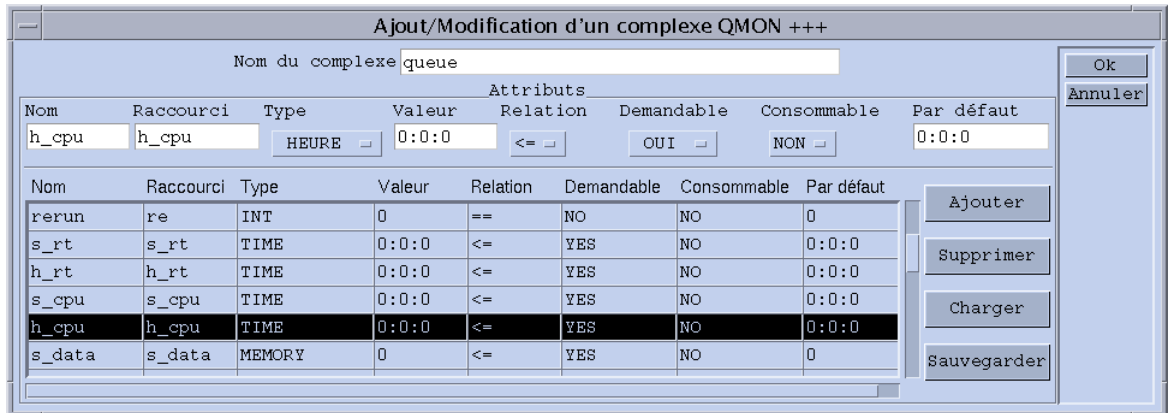 Ajout/Modification d'un complexe QMON +++
Nom du complexe queue
Ok
Annuler
Attributs
Nom Raccourci Type Valeur Relation Demandable Consommable Par défaut
h_cpu h_cpu HEURE 0:0:0 <= OUI NON 0:0:0
Nom Raccourci Type Valeur Relation Demandable Consommable Par défaut
rerun re INT 0 == NO NO 0
s_rt s_rt TIME 0:0:0 <= YES NO 0:0:0
h_rt h_rt TIME 0:0:0 <= YES NO 0:0:0
s_cpu s_cpu TIME 0:0:0 <= YES NO 0:0:0
h_cpu h_cpu TIME 0:0:0 <= YES NO 0:0:0
s_data s_data MEMORY 0 <= YES NO 0
Ajouter
Supprimer
Charger
Sauvegarder